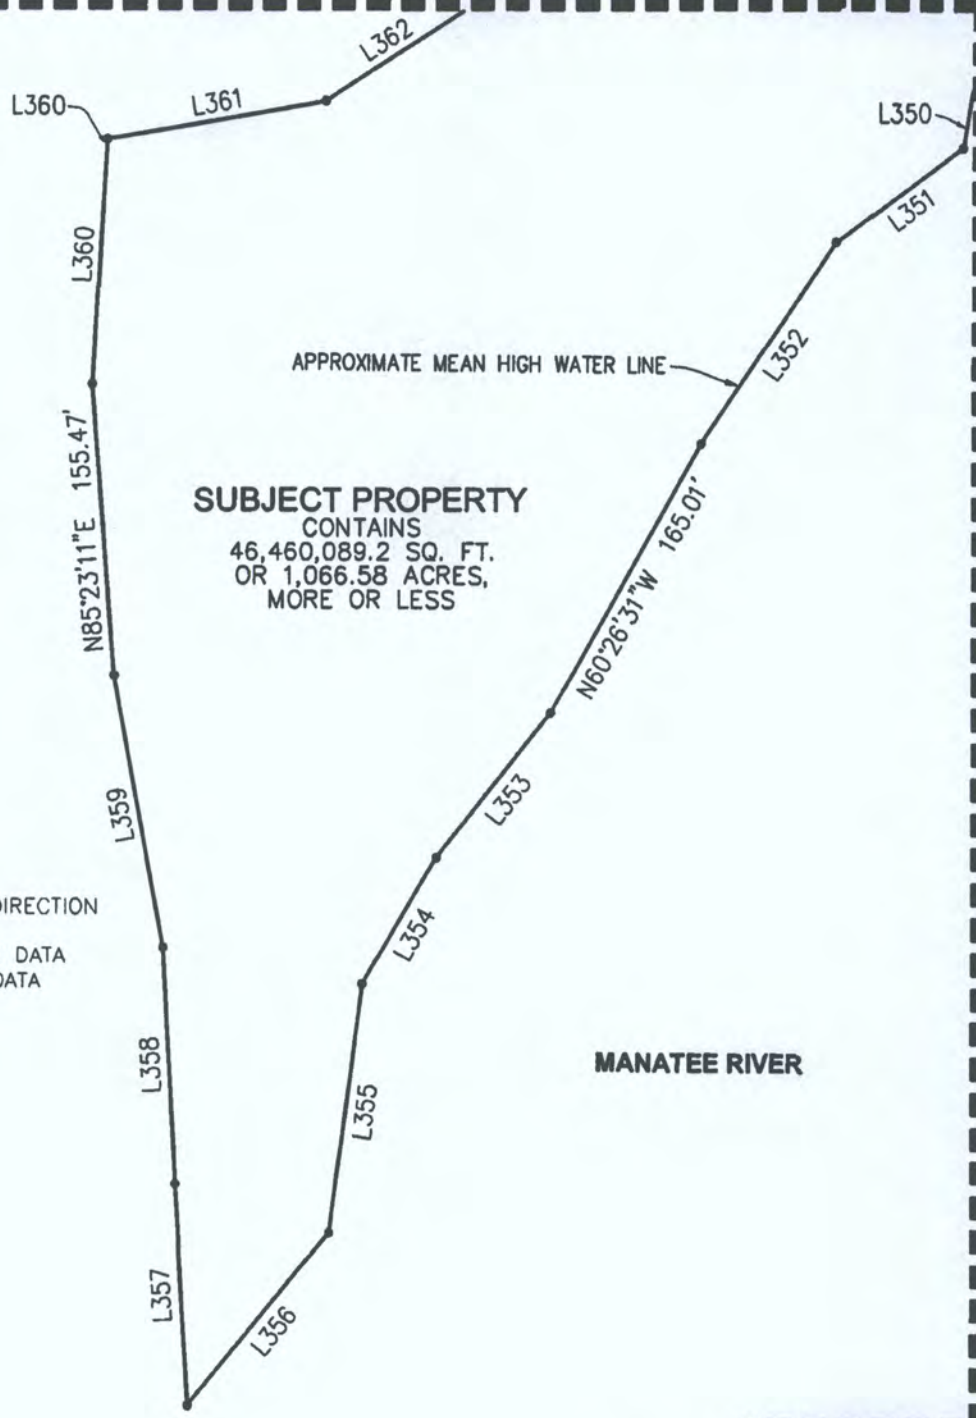 L362
L361
L360
L350
L351
L360
L352
APPROXIMATE MEAN HIGH WATER LINE
N85°23'11"E 155.47'
SUBJECT PROPERTY
CONTAINS
46,460,089.2 SQ. FT.
OR 1,066.58 ACRES,
MORE OR LESS
N60°26'31"W 165.01'
L353
L359
DIRECTION
L354
DATA
DATA
L358
MANATEE RIVER
L355
L357
L356